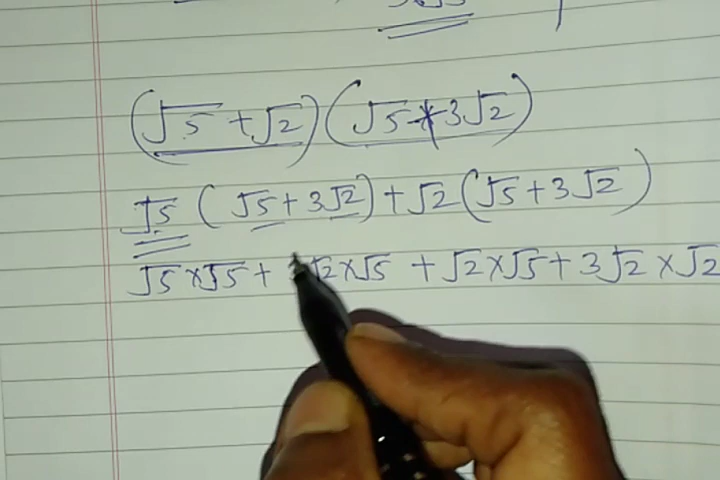 (√5 + √2)(√5 + 3√2)
√5 (√5 + 3√2) + √2 (√5 + 3√2)
√5 × √5 + 3√2 × √5 + √2 × √5 + 3√2 × √2